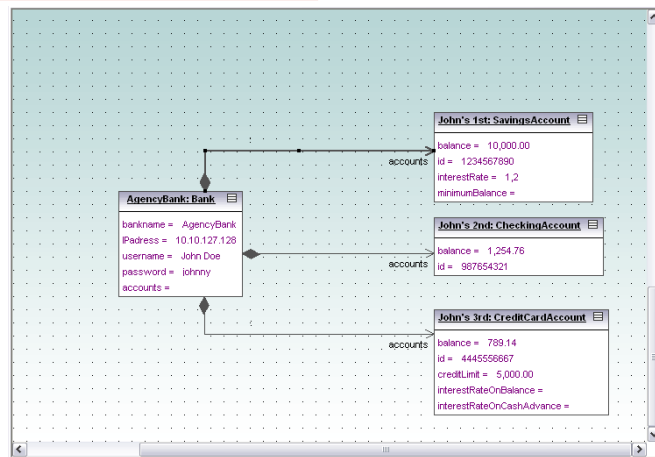 John's 1st: SavingsAccount
balance = 10,000.00
id = 1234567890
interestRate = 1,2
minimumBalance =
accounts
AgencyBank: Bank
bankname = AgencyBank
IPadress = 10.10.127.128
username = John Doe
password = johnny
accounts =
John's 2nd: CheckingAccount
balance = 1,254.76
id = 987654321
accounts
John's 3rd: CreditCardAccount
balance = 789.14
id = 4445556667
creditLimit = 5,000.00
interestRateOnBalance =
interestRateOnCashAdvance =
accounts